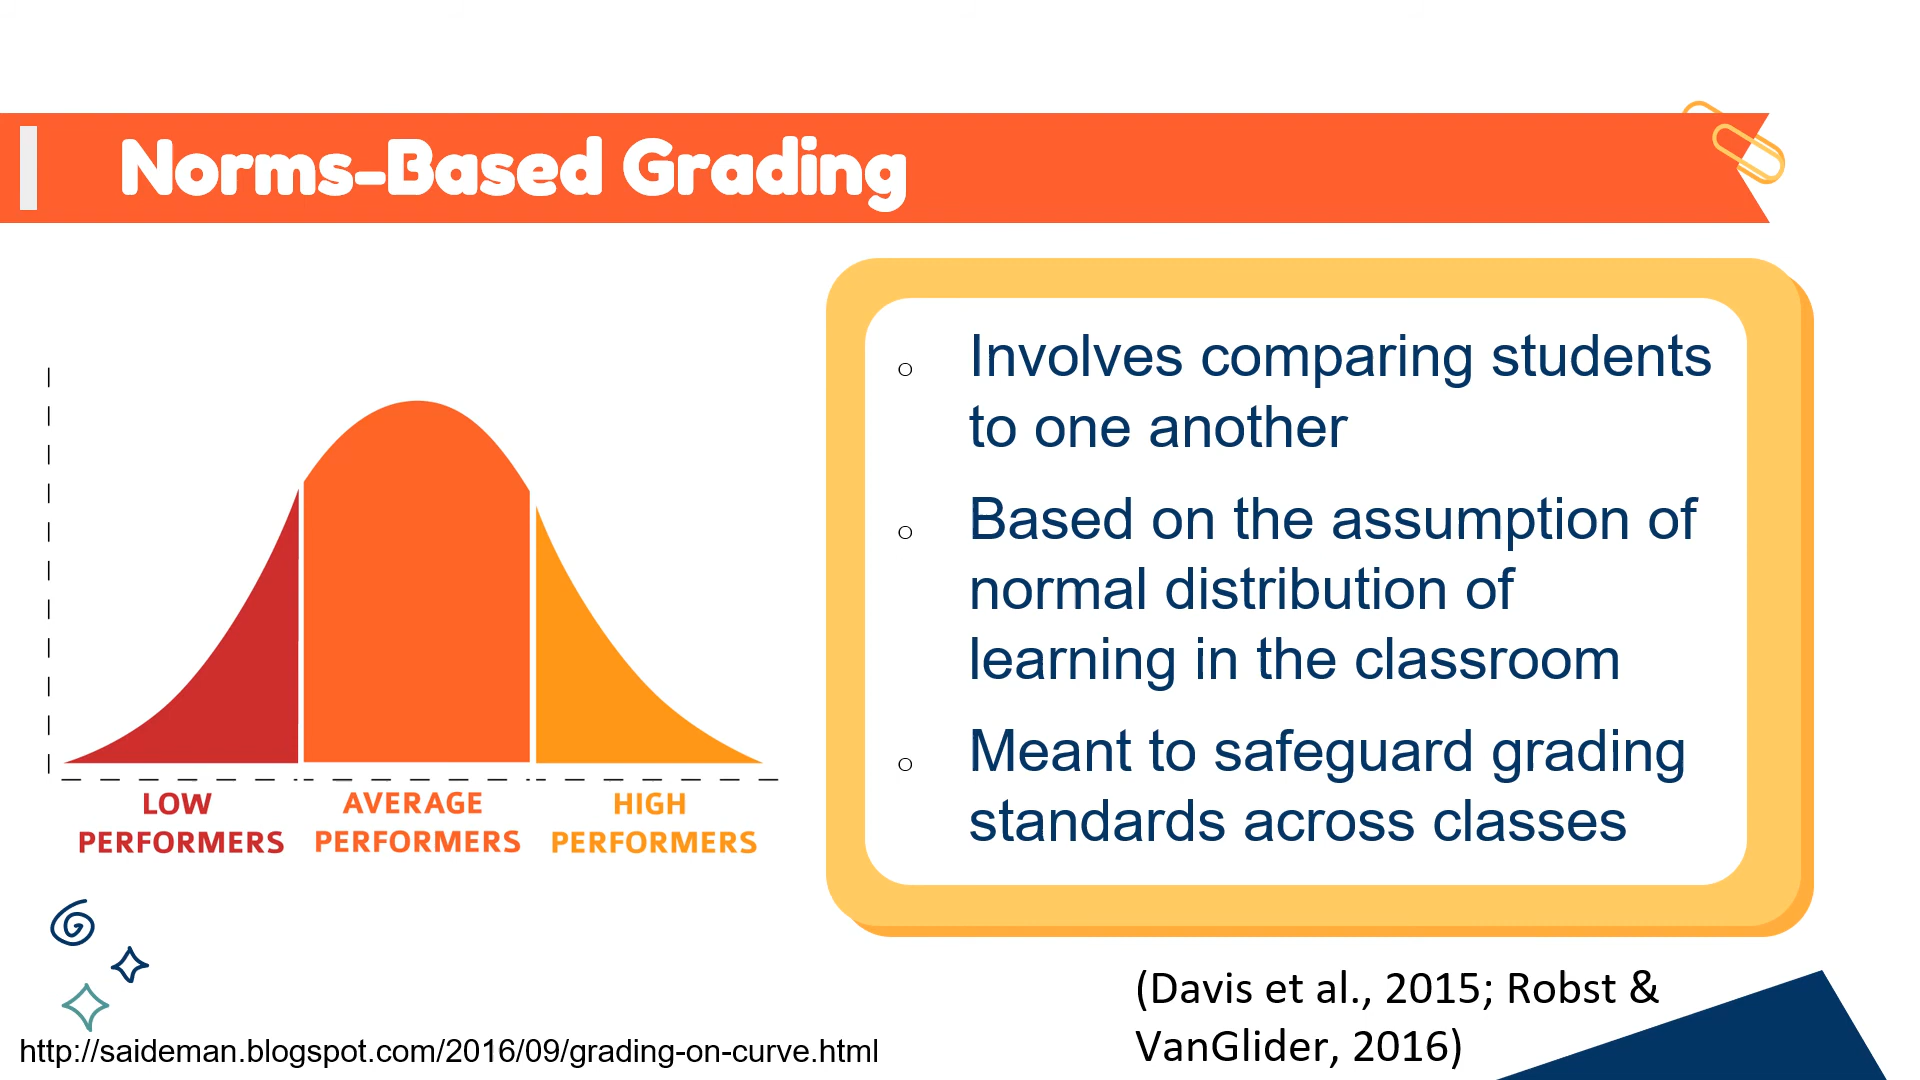 Norms-Based Grading
Involves comparing students
to one another
Based on the assumption of
normal distribution of
learning in the classroom
Meant to safeguard grading
standards across classes
LOW
PERFORMERS
AVERAGE
PERFORMERS
HIGH
PERFORMERS
(Davis et al., 2015; Robst &
VanGlider, 2016)
http://saideman.blogspot.com/2016/09/grading-on-curve.html